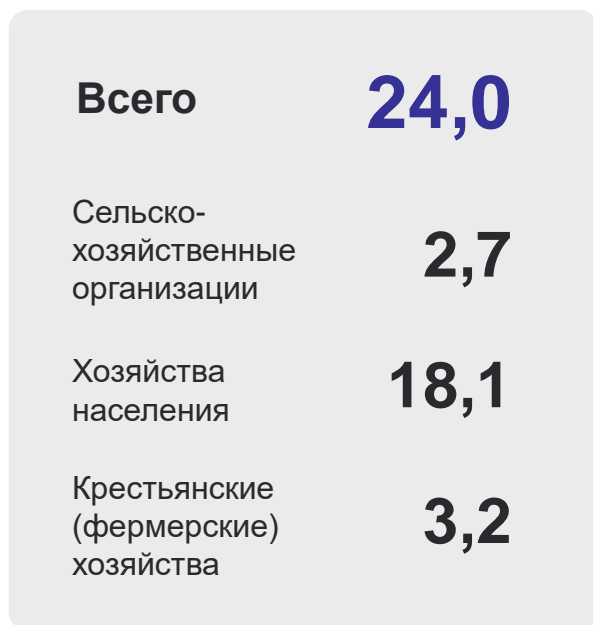 Всего 24,0
Сельско-
хозяйственные 2,7
организации
Хозяйства 18,1
населения
Крестьянские
(фермерские) 3,2
хозяйства